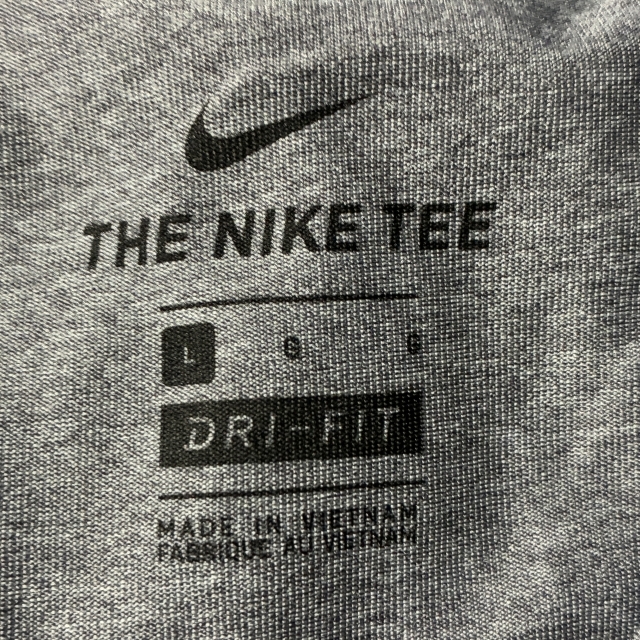 THE NIKE TEE
L G G
DRI-FIT
MADE IN VIETNAM
FABRIQUE AU VIETNAM